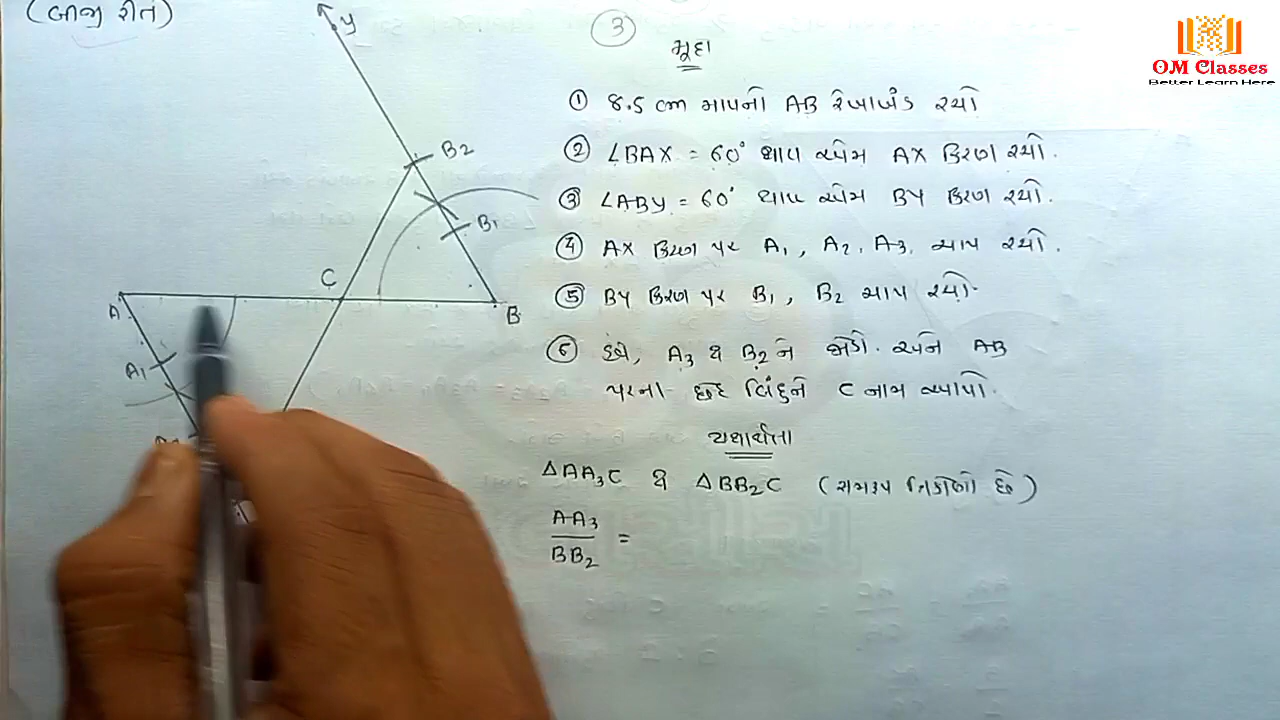 (બીજી રીત)
3
મૂદ્દા
OM Classes
Better Learn Here
① 8.5 cm માપનો AB રેખાખંડ રચો
② ∠BAX = 60° થાય એમ AX કિરણ રચો.
③ ∠ABY = 60° થાય એમ BY કિરણ રચો.
④ AX કિરણ પર A₁, A₂, A₃ ચાપ રચો.
⑤ BY કિરણ પર B₁, B₂ ચાપ રચો.
⑥ હવે, A₃ થી B₂ ને જોડો. અને AB
પરના છેદ બિંદુને C નામ આપો.
યથાર્થતા
△AA₃C થી △BB₂C (સમરૂપ ત્રિકોણો છે)
AA₃
BB₂ =
y
B₂
B₁
C
A
B
A₁